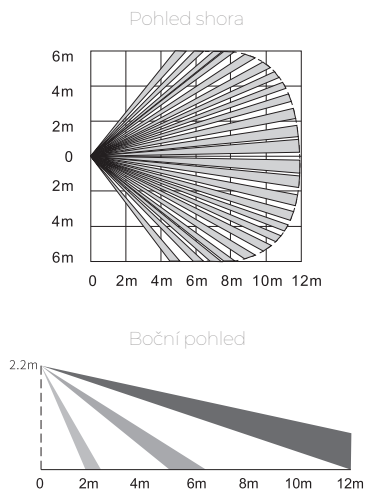 Pohled shora
6m
4m
2m
0
2m
4m
6m
0 2m 4m 6m 8m 10m 12m
Boční pohled
2.2m
0 2m 4m 6m 8m 10m 12m